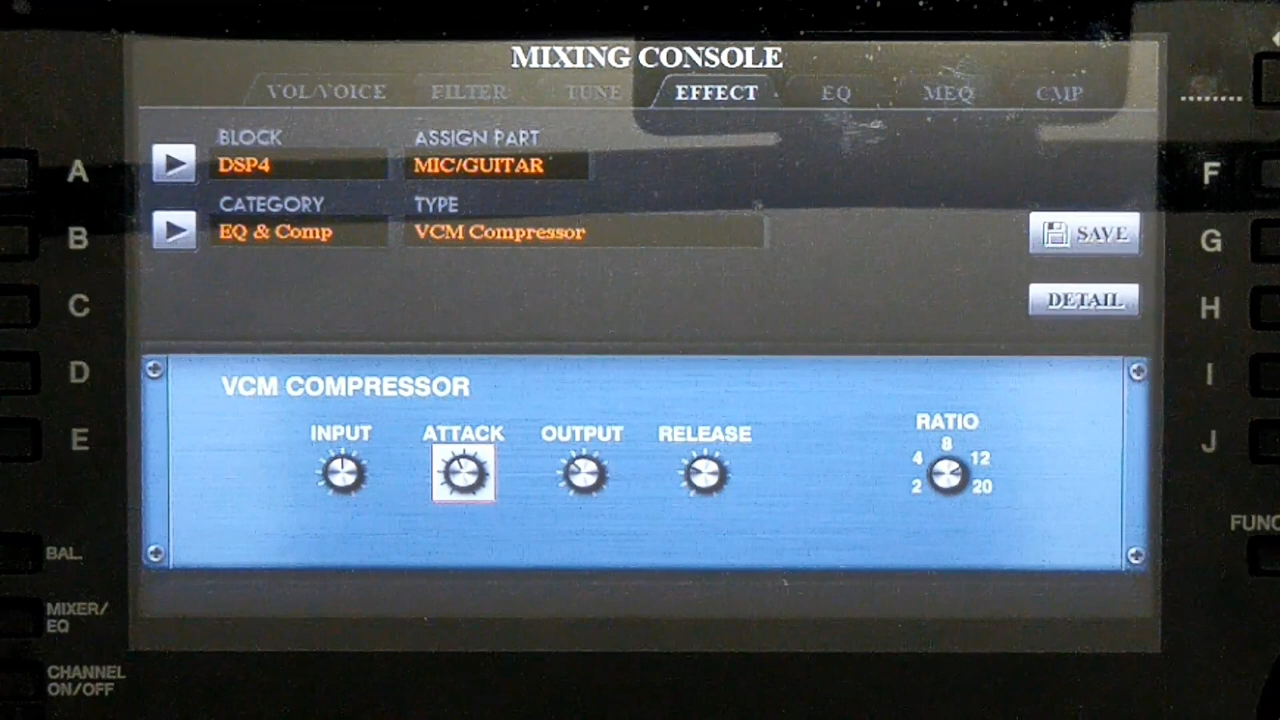 MIXING CONSOLE
VOL/VOICE FILTER TUNE EFFECT EQ MEQ CMP
BLOCK ASSIGN PART
A DSP4 MIC/GUITAR F
CATEGORY TYPE
B EQ & Comp VCM Compressor SAVE G
C DETAIL H
D I
VCM COMPRESSOR
RATIO
INPUT ATTACK OUTPUT RELEASE
E 8 J
4 12
2 20
FUNC
BAL.
MIXER/
EQ
CHANNEL
ON/OFF